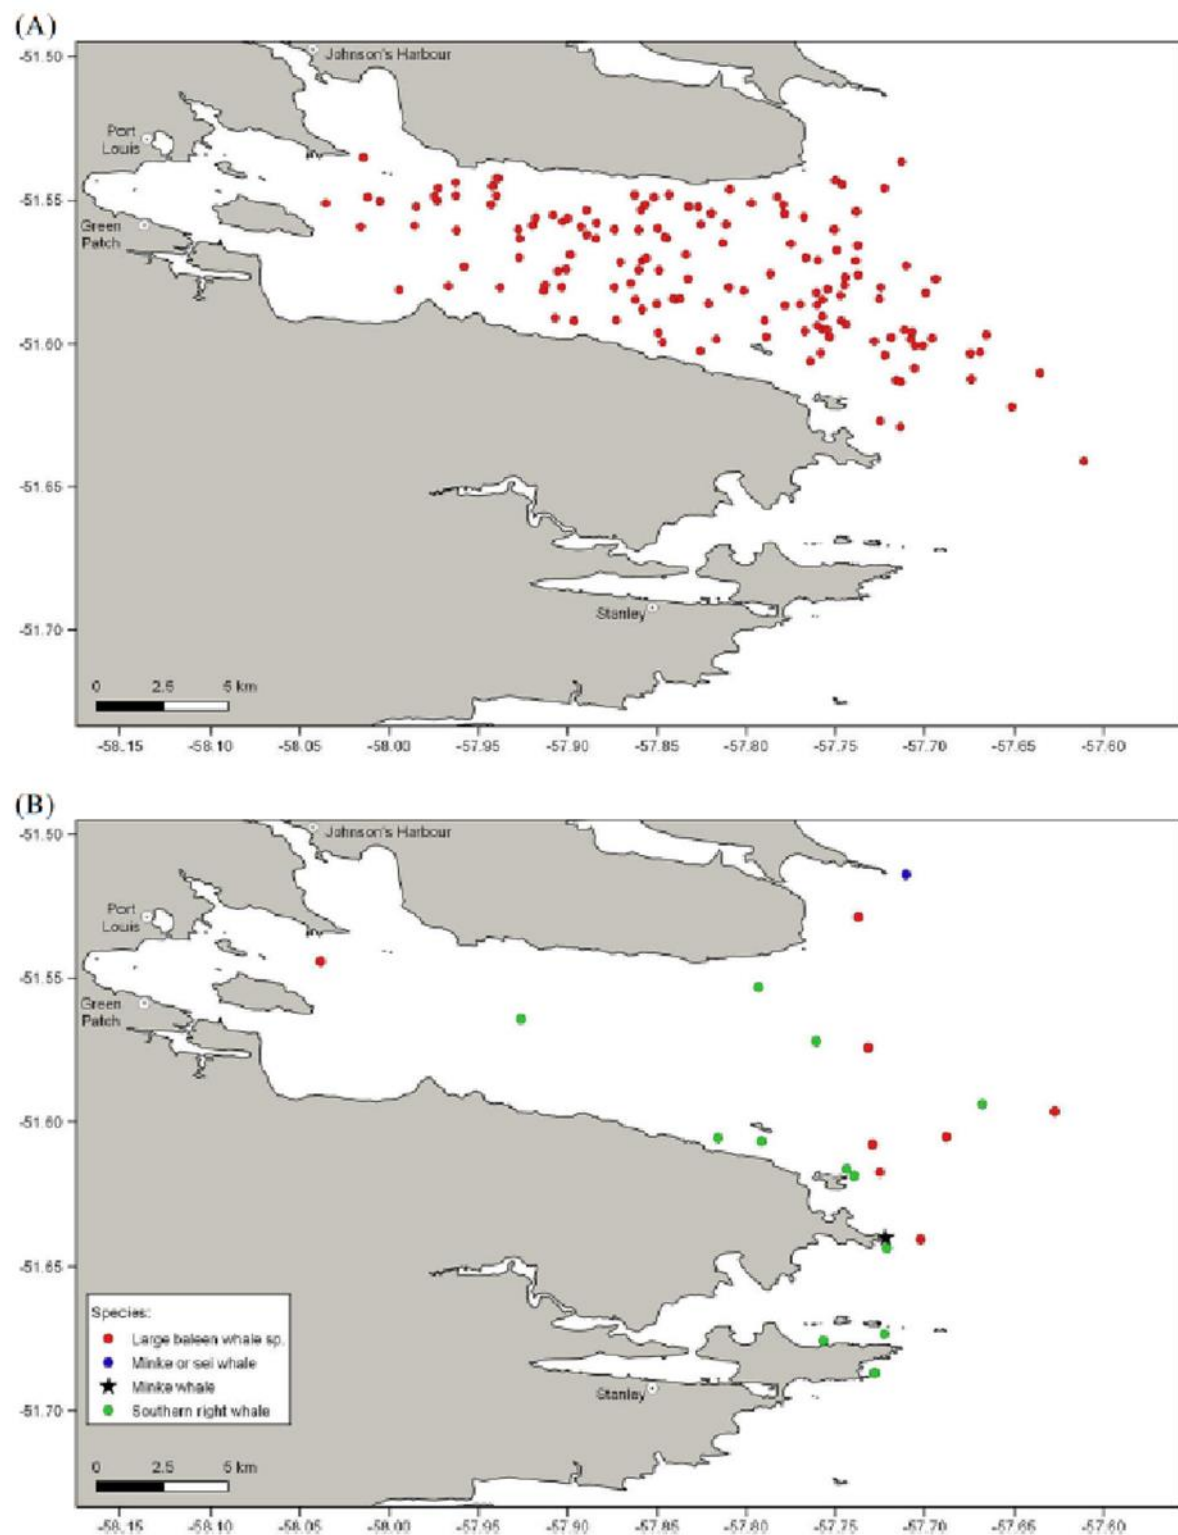 (A)
-51.50
Johnson's Harbour
Port
Louis
-51.55
Green
Patch
-51.60
-51.65
Stanley
-51.70
0 2.5 5 km
-58.15 -58.10 -58.05 -58.00 -57.95 -57.90 -57.85 -57.80 -57.75 -57.70 -57.65 -57.60
(B)
-51.50
Johnson's Harbour
Port
Louis
-51.55
Green
Patch
-51.60
-51.65
Species:
Large baleen whale sp.
Minke or sei whale
Minke whale
Southern right whale
Stanley
-51.70
0 2.5 5 km
-58.15 -58.10 -58.05 -58.00 -57.95 -57.90 -57.85 -57.80 -57.75 -57.70 -57.65 -57.60